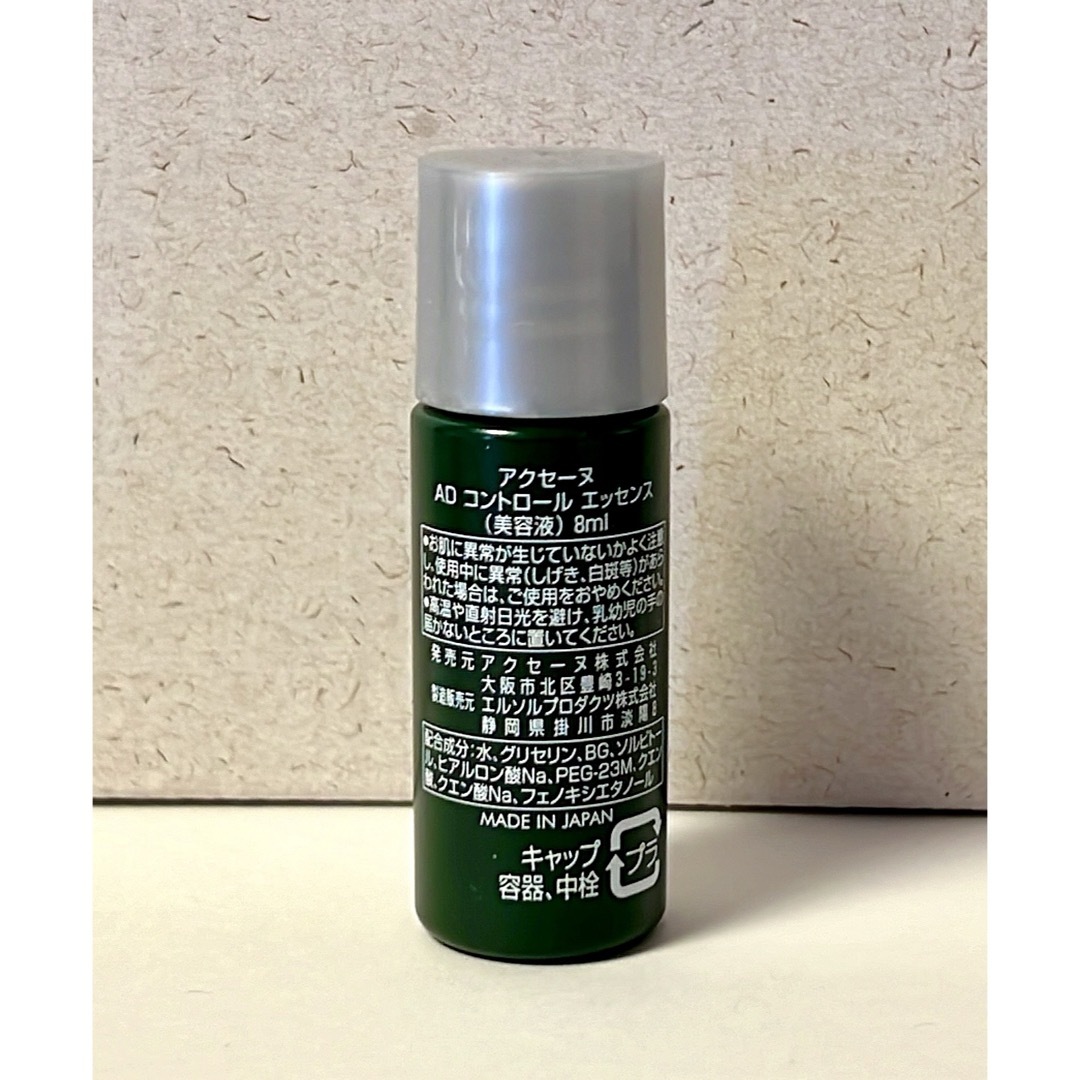 アクセーヌ
AD コントロール エッセンス
（美容液）8ml
●お肌に異常が生じていないかよく注意
し、使用中に異常（しげき、白斑等）があら
われた場合は、ご使用をおやめください。
●高温や直射日光を避け、乳幼児の手の
届かないところに置いてください。
発売元 アクセーヌ株式会社
大阪市北区豊崎3-19-3
製造販売元 エルソルプロダクツ株式会社
静岡県掛川市淡陽8
配合成分：水、グリセリン、BG、ソルビトー
ル、ヒアルロン酸Na、PEG-23M、クエン
酸、クエン酸Na、フェノキシエタノール
MADE IN JAPAN
キャップ
容器、中栓
プラ